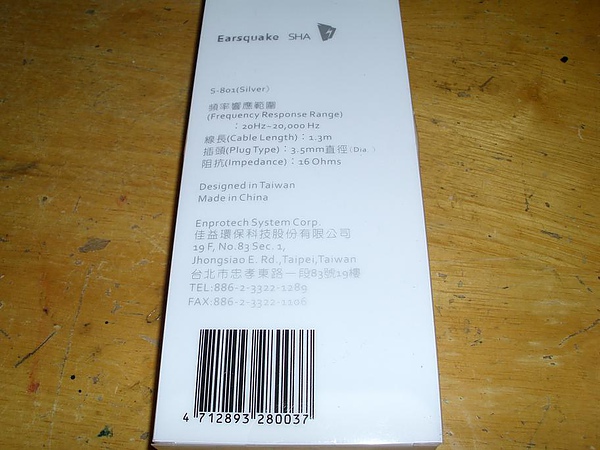 Earsquake SHA
S-801(Silver)
頻率響應範圍
(Frequency Response Range)
：20Hz~20,000 Hz
線長(Cable Length)：1.3m
插頭(Plug Type)：3.5mm直徑(Dia )
阻抗(Impedance)：16 Ohms
Designed in Taiwan
Made in China
Enprotech System Corp.
佳益環保科技股份有限公司
19 F, No.83 Sec. 1,
Jhongsiao E. Rd.,Taipei,Taiwan
台北市忠孝東路一段83號19樓
TEL:886-2-3322-1289
FAX:886-2-3322-1106
4 712893 280037